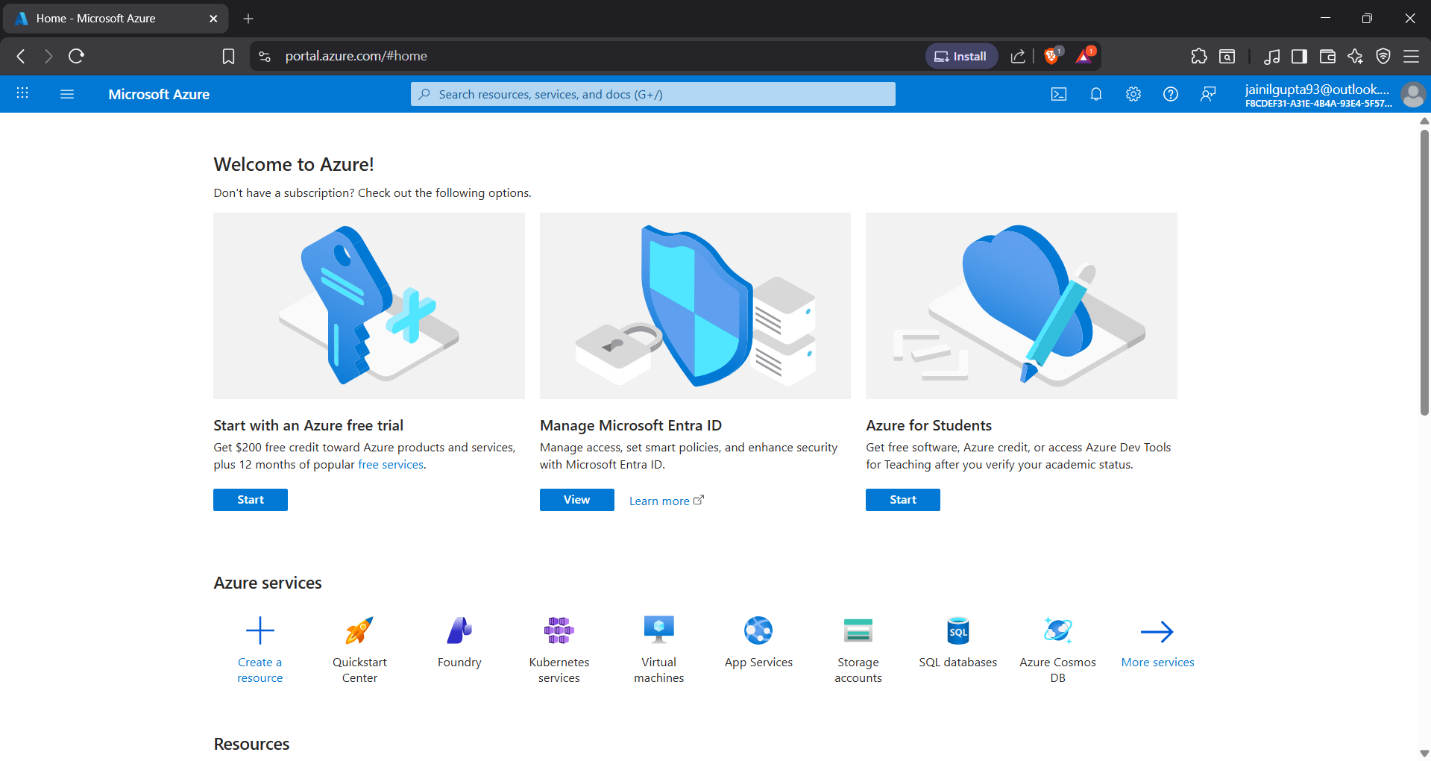 Home - Microsoft Azure
portal.azure.com/#home
Install
1
1
Microsoft Azure
Search resources, services, and docs (G+/)
jainilgupta93@outlook....
F8CDEF31-A31E-4B4A-93E4-5F57...
Welcome to Azure!
Don't have a subscription? Check out the following options.
Start with an Azure free trial
Get $200 free credit toward Azure products and services,
plus 12 months of popular free services.
Start
Manage Microsoft Entra ID
Manage access, set smart policies, and enhance security
with Microsoft Entra ID.
View
Learn more
Azure for Students
Get free software, Azure credit, or access Azure Dev Tools
for Teaching after you verify your academic status.
Start
Azure services
Create a
resource
Quickstart
Center
Foundry
Kubernetes
services
Virtual
machines
App Services
Storage
accounts
SQL
SQL databases
Azure Cosmos
DB
More services
Resources